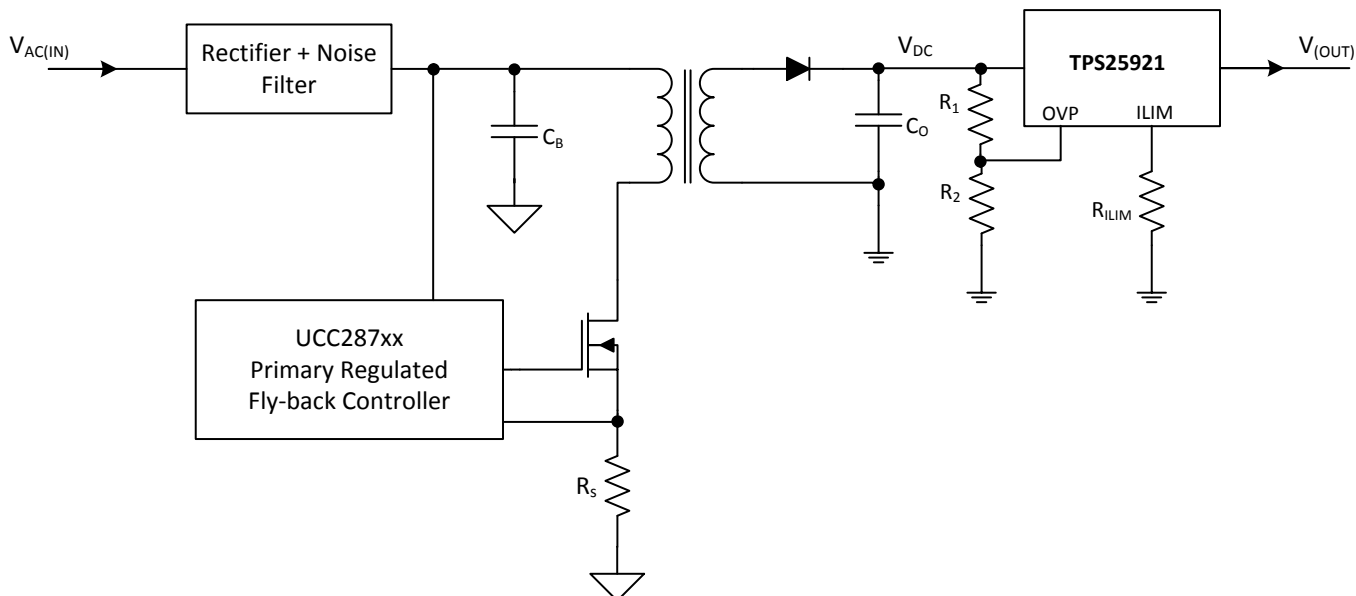 V_AC(IN)
Rectifier + Noise
Filter
C_B
V_DC
C_O
R_1
R_2
TPS25921
OVP
ILIM
R_ILIM
V_(OUT)
UCC287xx
Primary Regulated
Fly-back Controller
R_s